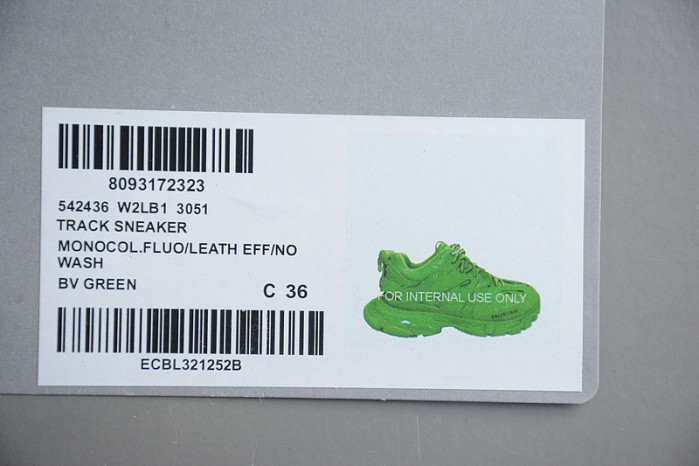 8093172323
542436 W2LB1 3051
TRACK SNEAKER
MONOCOL.FLUO/LEATH EFF/NO
WASH
BV GREEN
C 36
ECBL321252B
FOR INTERNAL USE ONLY
BALENCIAGA